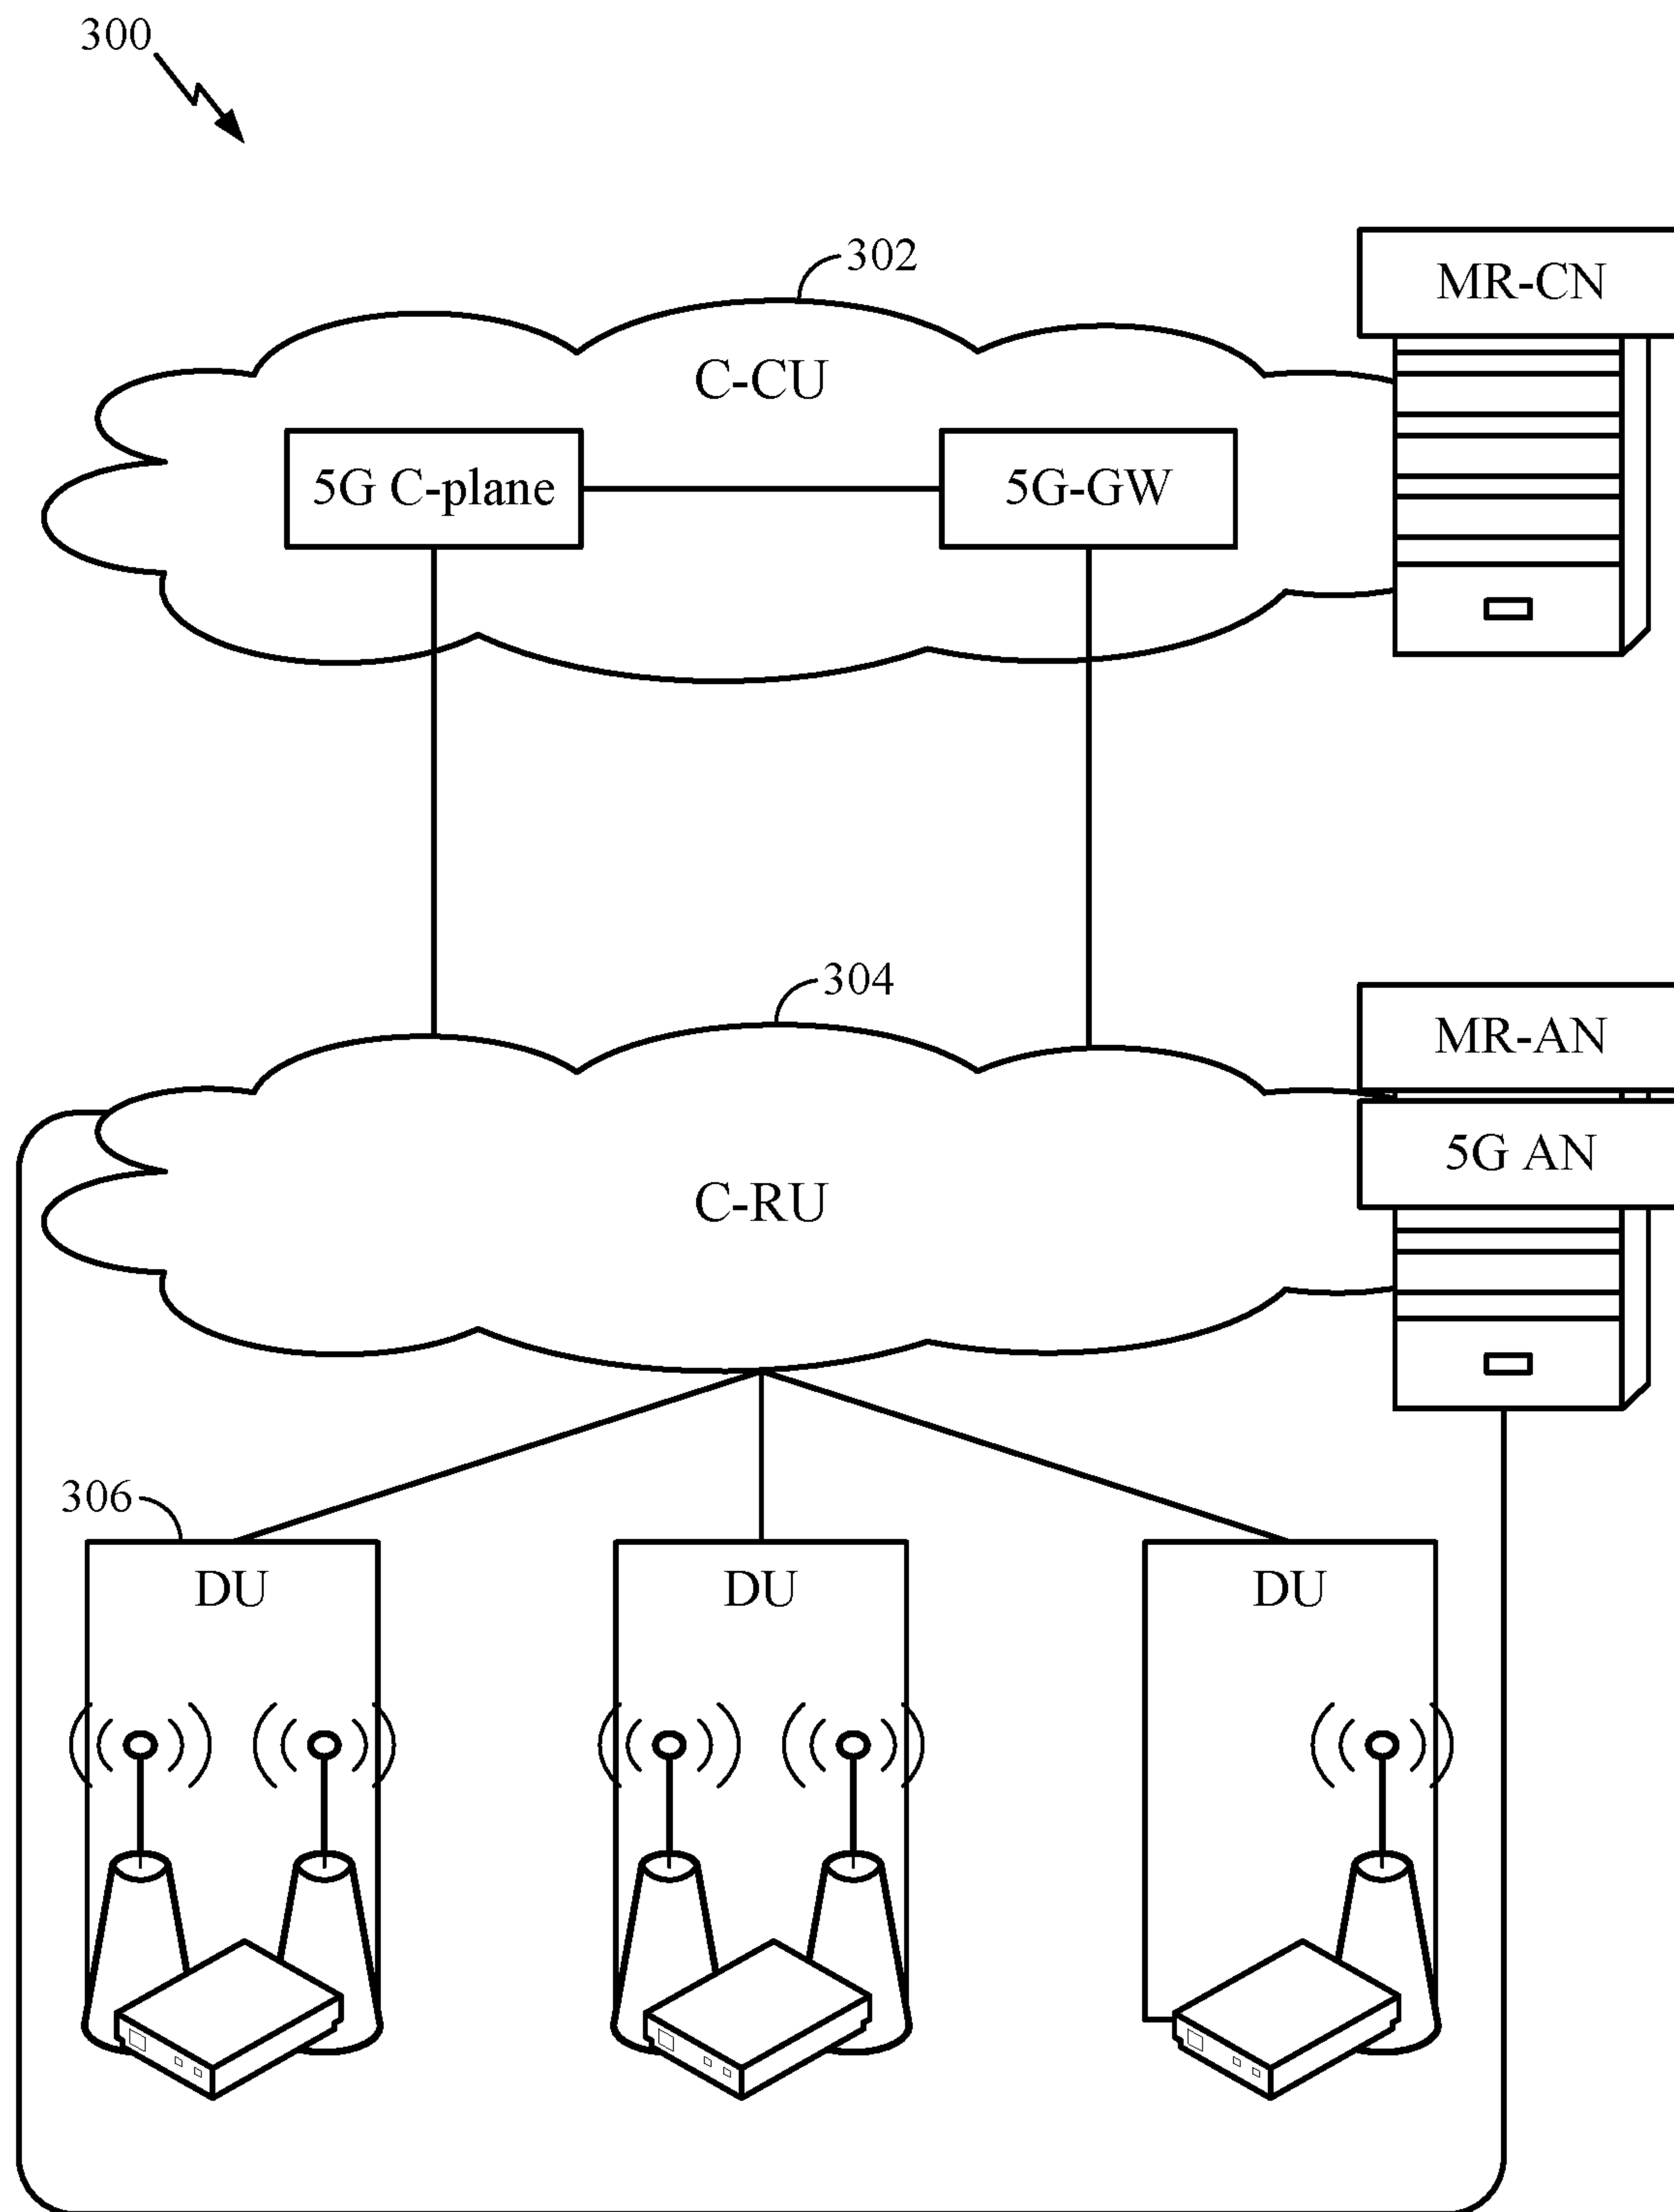 300
302
MR-CN
C-CU
5G C-plane
5G-GW
304
MR-AN
5G AN
C-RU
306
DU
DU
DU